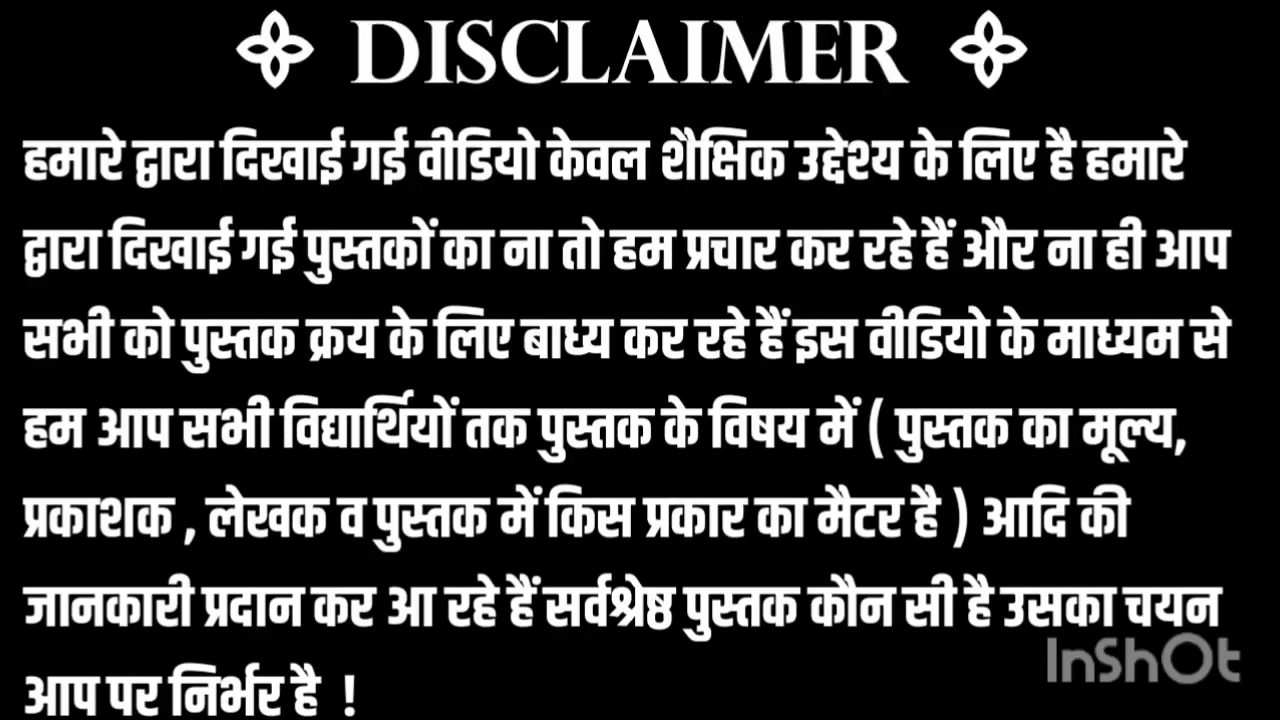 DISCLAIMER
हमारे द्वारा दिखाई गई वीडियो केवल शैक्षिक उद्देश्य के लिए है हमारे
द्वारा दिखाई गई पुस्तकों का ना तो हम प्रचार कर रहे हैं और ना ही आप
सभी को पुस्तक क्रय के लिए बाध्य कर रहे हैं इस वीडियो के माध्यम से
हम आप सभी विद्यार्थियों तक पुस्तक के विषय में ( पुस्तक का मूल्य,
प्रकाशक , लेखक व पुस्तक में किस प्रकार का मैटर है ) आदि की
जानकारी प्रदान कर आ रहे हैं सर्वश्रेष्ठ पुस्तक कौन सी है उसका चयन
आप पर निर्भर है !
InShOt